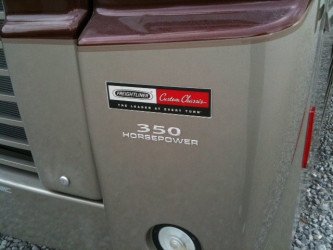 FREIGHTLINER Custom Chassis
THE LEADER AT EVERY TURN
350
HORSEPOWER